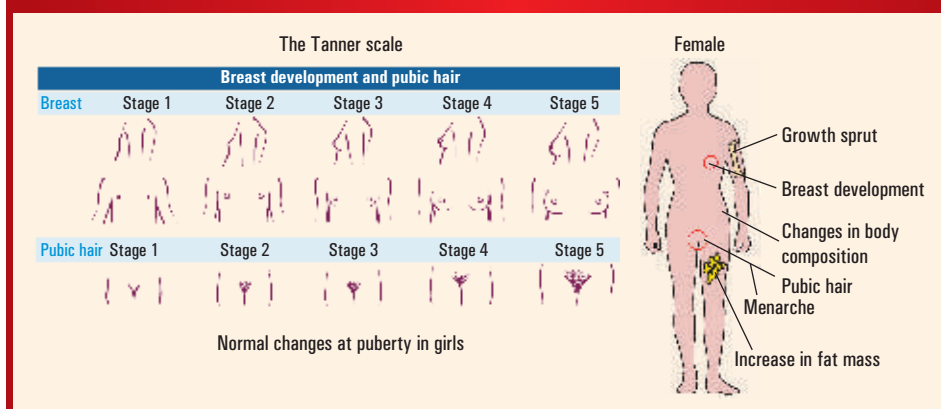 The Tanner scale
Breast development and pubic hair
Breast Stage 1 Stage 2 Stage 3 Stage 4 Stage 5
Pubic hair Stage 1 Stage 2 Stage 3 Stage 4 Stage 5
Normal changes at puberty in girls
Female
Growth sprut
Breast development
Changes in body
composition
Pubic hair
Menarche
Increase in fat mass